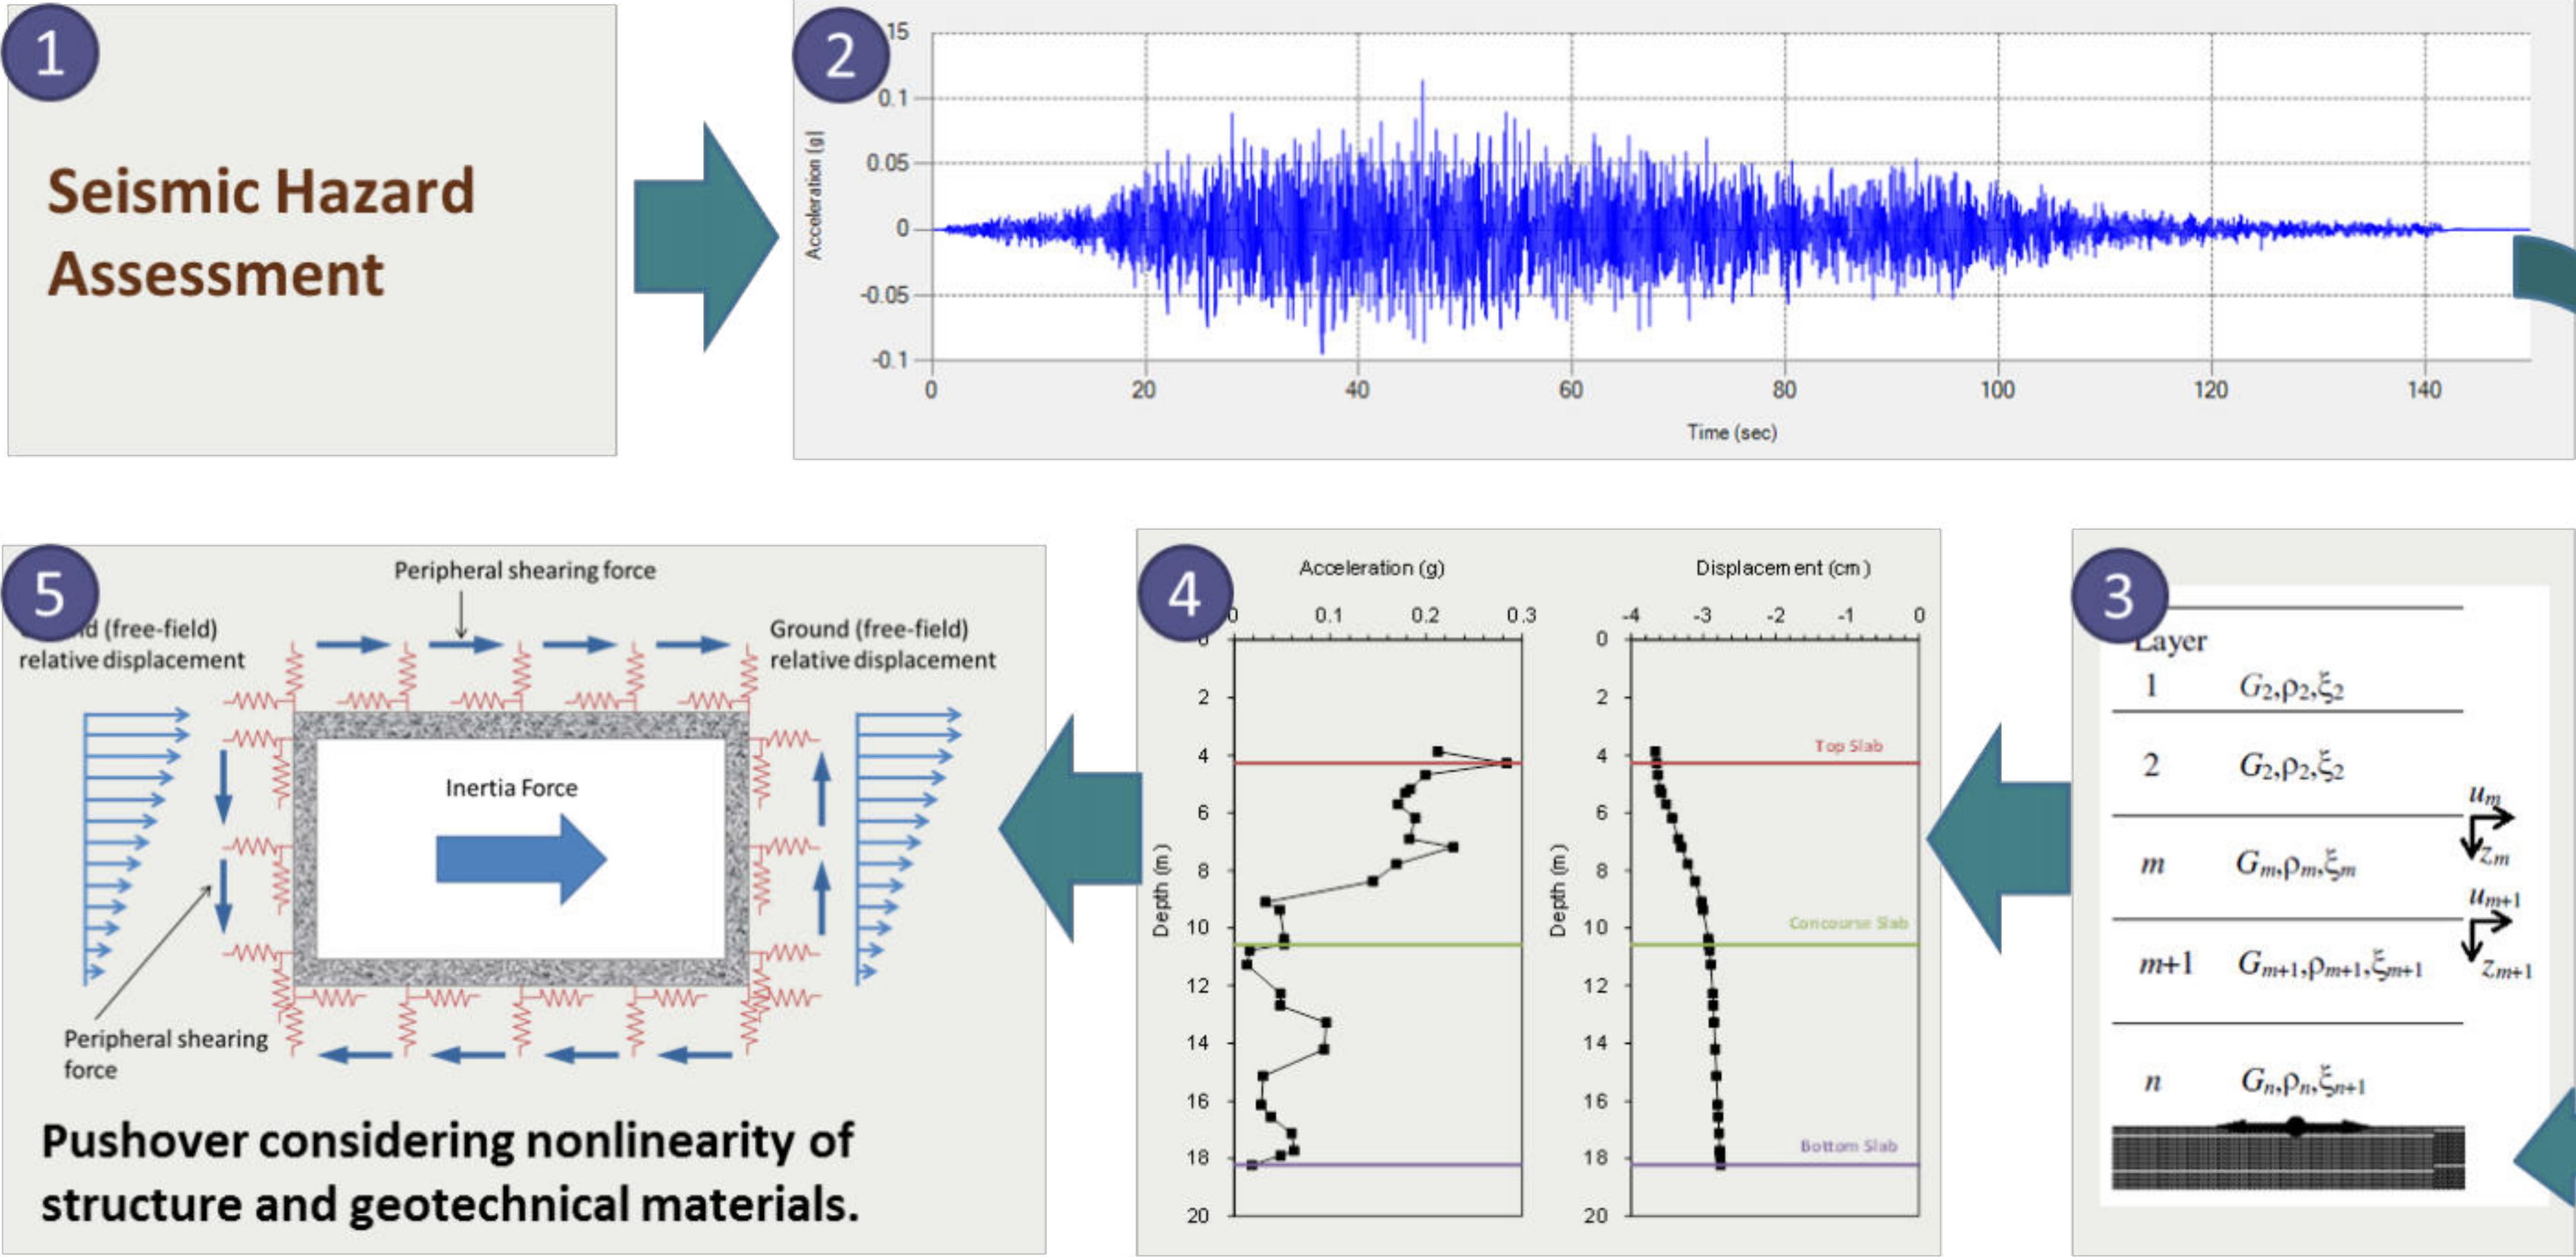 1
Seismic Hazard
Assessment
2
15
0.1
0.05
0
-0.05
-0.1
Acceleration (g)
0 20 40 60 80 100 120 140
Time (sec)
5
Peripheral shearing force
(free-field)
relative displacement
Ground (free-field)
relative displacement
Inertia Force
Peripheral shearing
force
Pushover considering nonlinearity of
structure and geotechnical materials.
4
Acceleration (g)
0 0.1 0.2 0.3
0
2
4
6
8
10
12
14
16
18
20
Depth (m)
Displacement (cm)
-4 -3 -2 -1 0
0
2
4
6
8
10
12
14
16
18
20
Depth (m)
Top Slab
Concourse Slab
Bottom Slab
3
Layer
1 G2,ρ2,ξ2
2 G2,ρ2,ξ2
um
zm
m Gm,ρm,ξm
um+1
zm+1
m+1 Gm+1,ρm+1,ξm+1
n Gn,ρn,ξn+1